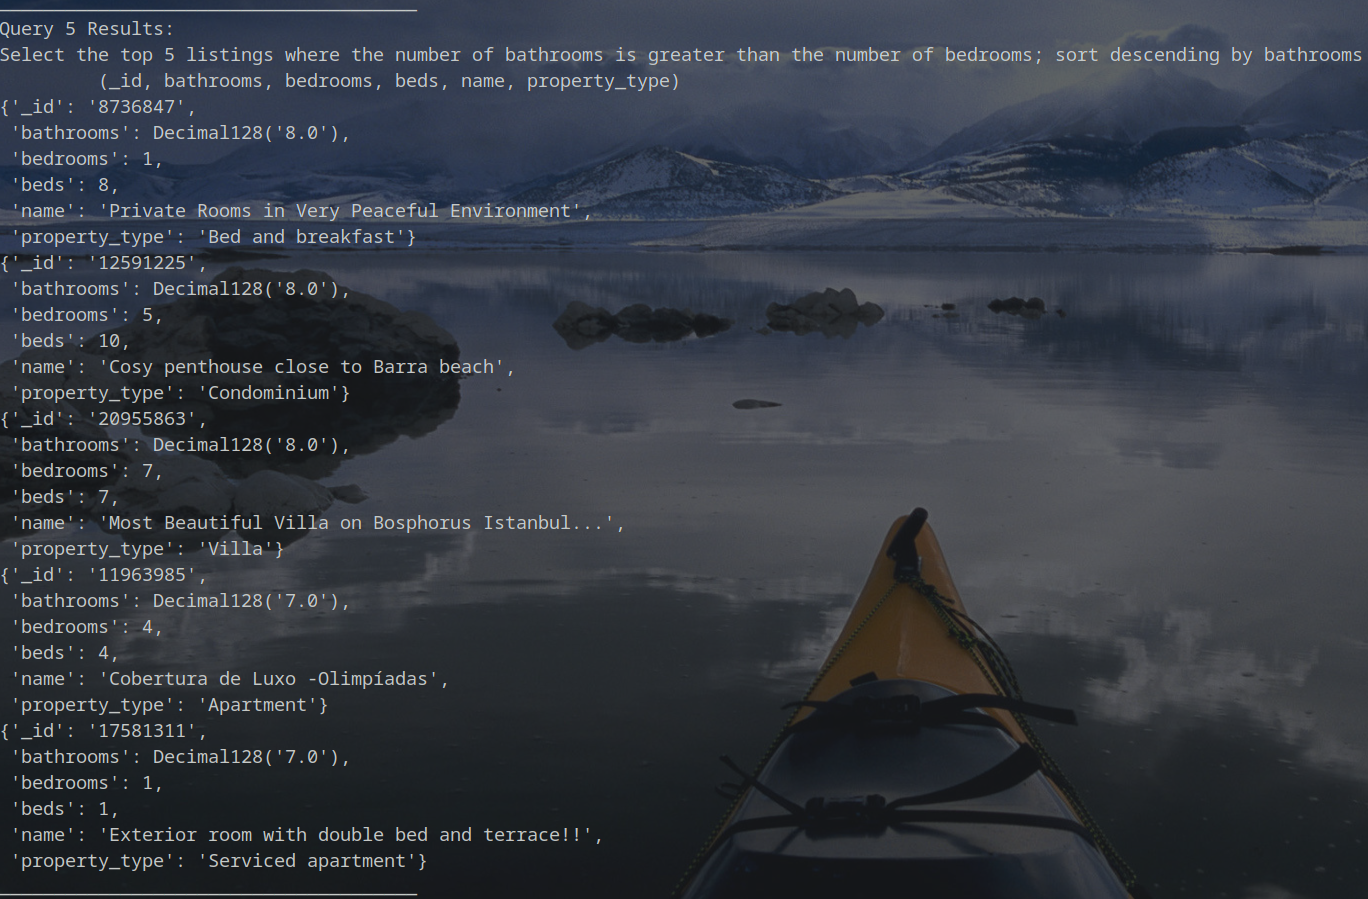 Query 5 Results:
Select the top 5 listings where the number of bathrooms is greater than the number of bedrooms; sort descending by bathrooms
(_id, bathrooms, bedrooms, beds, name, property_type)
{'_id': '8736847',
'bathrooms': Decimal128('8.0'),
'bedrooms': 1,
'beds': 8,
'name': 'Private Rooms in Very Peaceful Environment',
'property_type': 'Bed and breakfast'}
{'_id': '12591225',
'bathrooms': Decimal128('8.0'),
'bedrooms': 5,
'beds': 10,
'name': 'Cosy penthouse close to Barra beach',
'property_type': 'Condominium'}
{'_id': '20955863',
'bathrooms': Decimal128('8.0'),
'bedrooms': 7,
'beds': 7,
'name': 'Most Beautiful Villa on Bosphorus Istanbul...',
'property_type': 'Villa'}
{'_id': '11963985',
'bathrooms': Decimal128('7.0'),
'bedrooms': 4,
'beds': 4,
'name': 'Cobertura de Luxo -Olimpíadas',
'property_type': 'Apartment'}
{'_id': '17581311',
'bathrooms': Decimal128('7.0'),
'bedrooms': 1,
'beds': 1,
'name': 'Exterior room with double bed and terrace!!',
'property_type': 'Serviced apartment'}